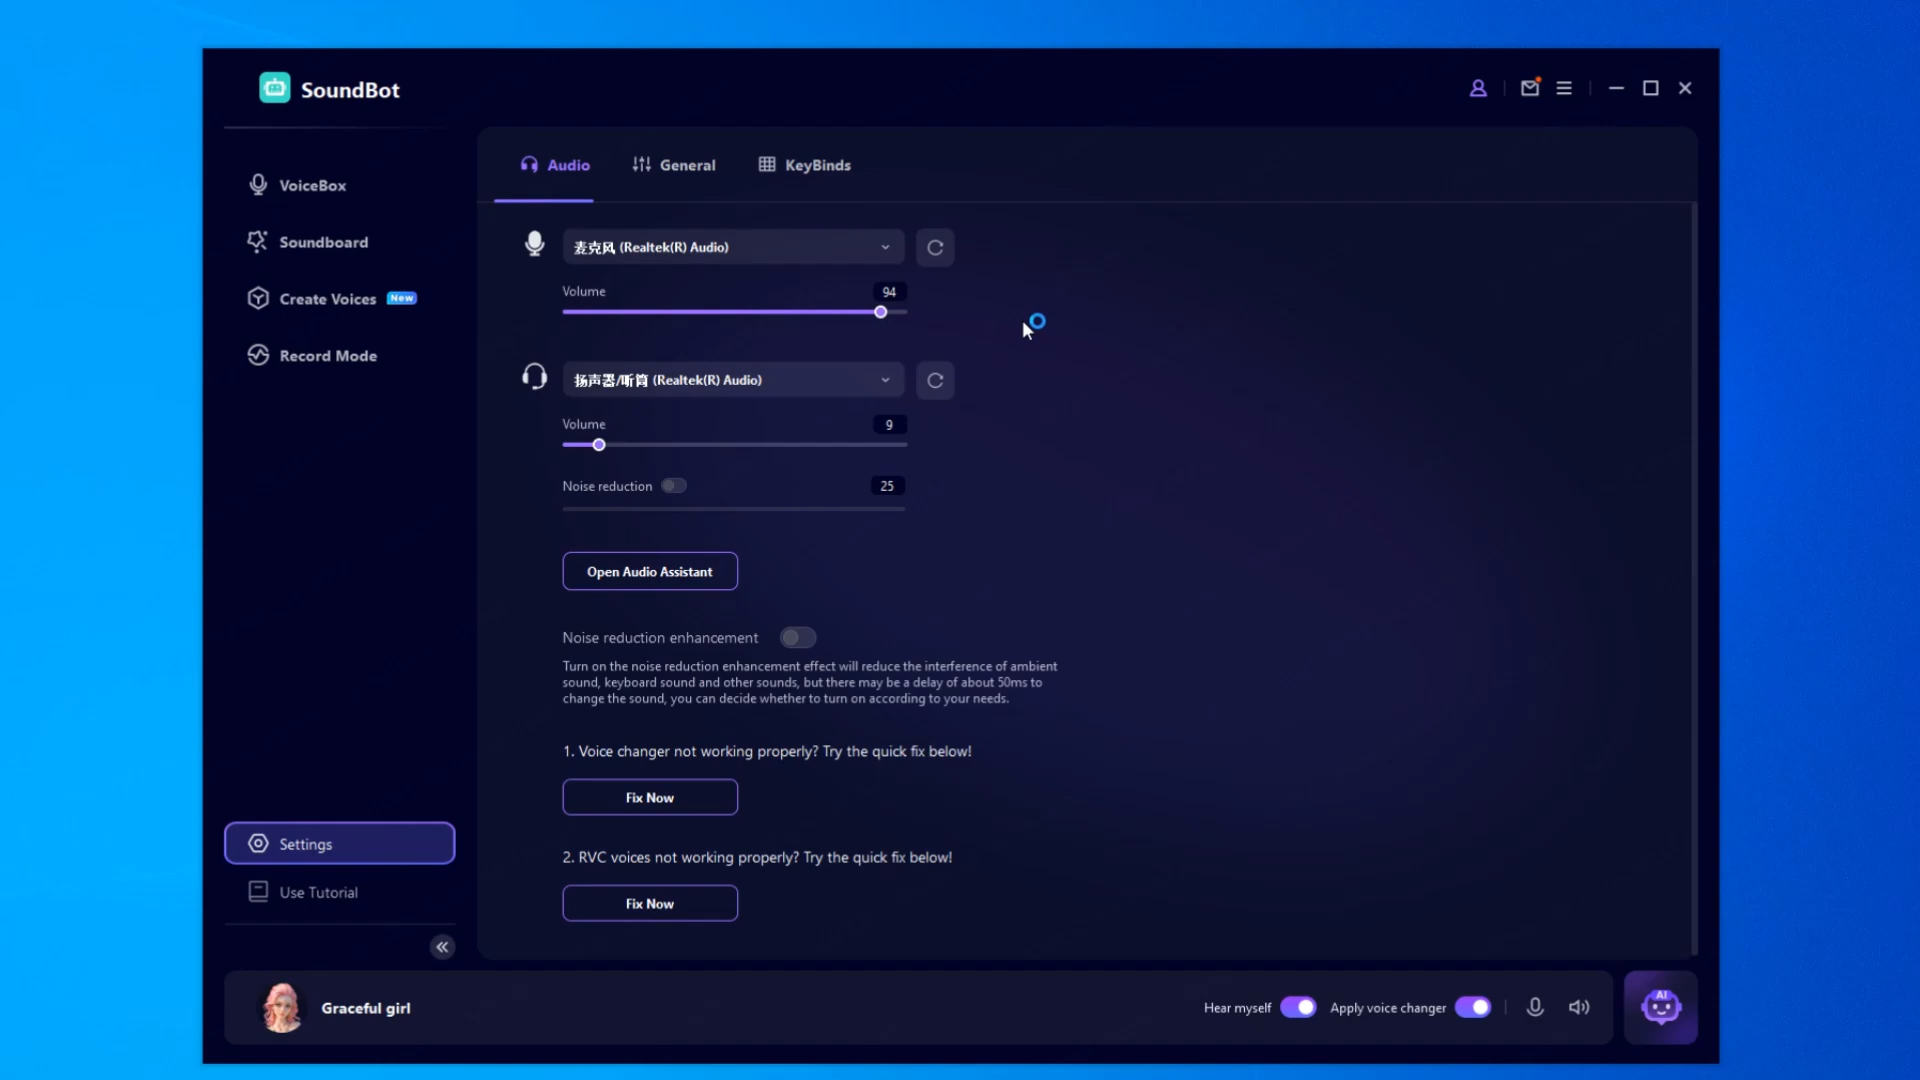 SoundBot
VoiceBox
Soundboard
Create Voices New
Record Mode
Settings
Use Tutorial
Audio General KeyBinds
麦克风 (Realtek(R) Audio)
Volume 94
扬声器/听筒 (Realtek(R) Audio)
Volume 9
Noise reduction 25
Open Audio Assistant
Noise reduction enhancement
Turn on the noise reduction enhancement effect will reduce the interference of ambient
sound, keyboard sound and other sounds, but there may be a delay of about 50ms to
change the sound, you can decide whether to turn on according to your needs.
1. Voice changer not working properly? Try the quick fix below!
Fix Now
2. RVC voices not working properly? Try the quick fix below!
Fix Now
Graceful girl
Hear myself Apply voice changer
AI